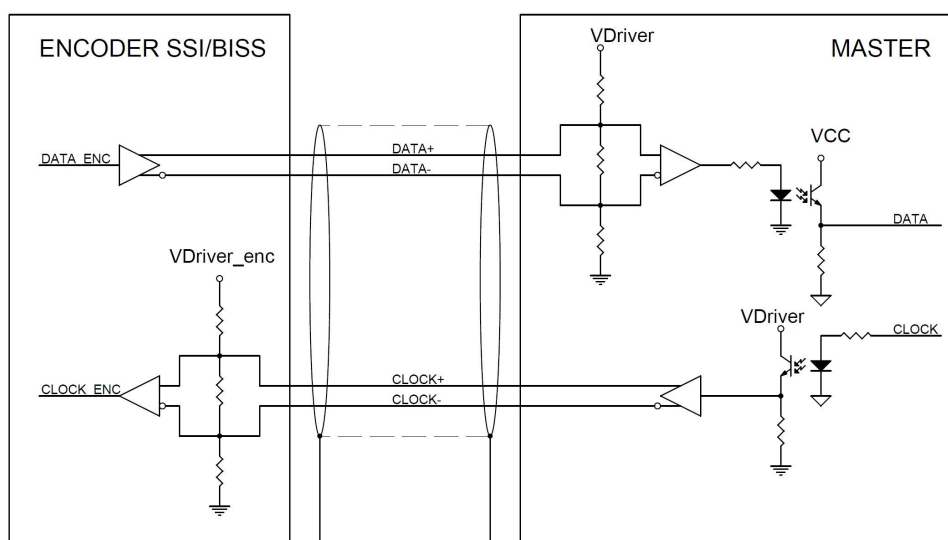 ENCODER SSI/BISS
MASTER
VDriver
VCC
DATA_ENC
DATA+
DATA-
DATA
VDriver_enc
VDriver
CLOCK
CLOCK_ENC
CLOCK+
CLOCK-